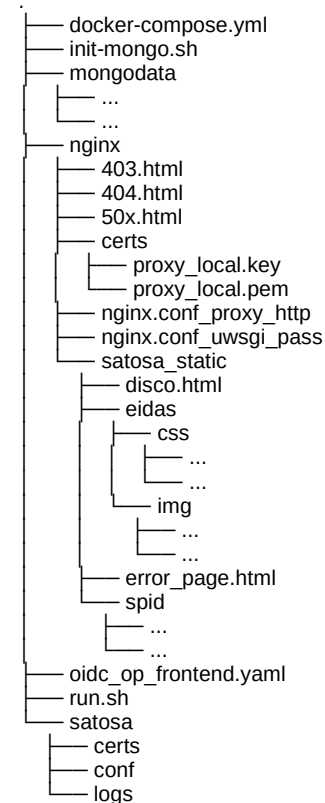 .
├── docker-compose.yml
├── init-mongo.sh
├── mongodata
│   ├── ...
│   └── ...
├── nginx
│   ├── 403.html
│   ├── 404.html
│   ├── 50x.html
│   ├── certs
│   │   ├── proxy_local.key
│   │   └── proxy_local.pem
│   ├── nginx.conf_proxy_http
│   ├── nginx.conf_uwsgi_pass
│   └── satosa_static
│       ├── disco.html
│       ├── eidas
│       │   ├── css
│       │   │   ├── ...
│       │   │   └── ...
│       │   └── img
│       │       ├── ...
│       │       └── ...
│       ├── error_page.html
│       └── spid
│           ├── ...
│           └── ...
├── oidc_op_frontend.yaml
├── run.sh
└── satosa
    ├── certs
    ├── conf
    └── logs